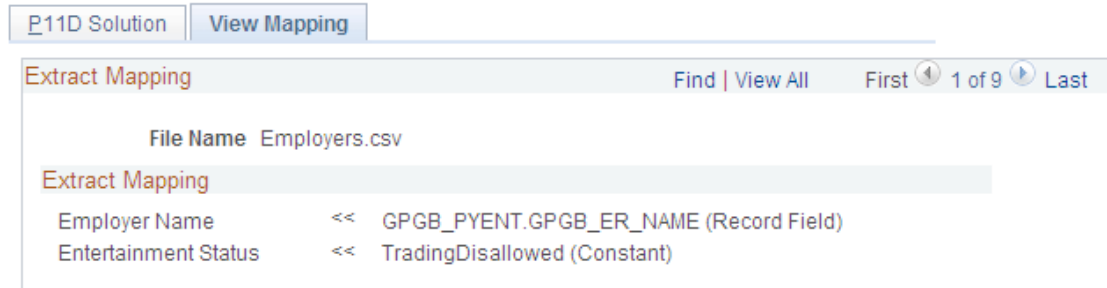 P11D Solution View Mapping
Extract Mapping Find | View All First 1 of 9 Last
File Name Employers.csv
Extract Mapping
Employer Name << GPGB_PYENT.GPGB_ER_NAME (Record Field)
Entertainment Status << TradingDisallowed (Constant)